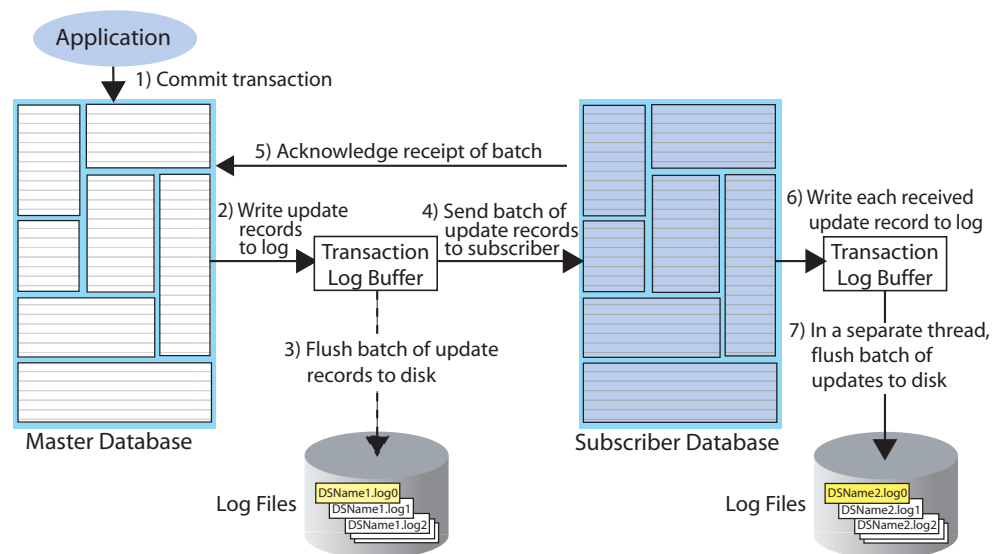 Application
1) Commit transaction
5) Acknowledge receipt of batch
2) Write update
records
to log
4) Send batch of
update records
to subscriber
6) Write each received
update record to log
Transaction
Log Buffer
Transaction
Log Buffer
3) Flush batch of update
records to disk
7) In a separate thread,
flush batch of
updates to disk
Master Database
Subscriber Database
Log Files
DSName1.log0
DSName1.log1
DSName1.log2
Log Files
DSName2.log0
DSName2.log1
DSName2.log2